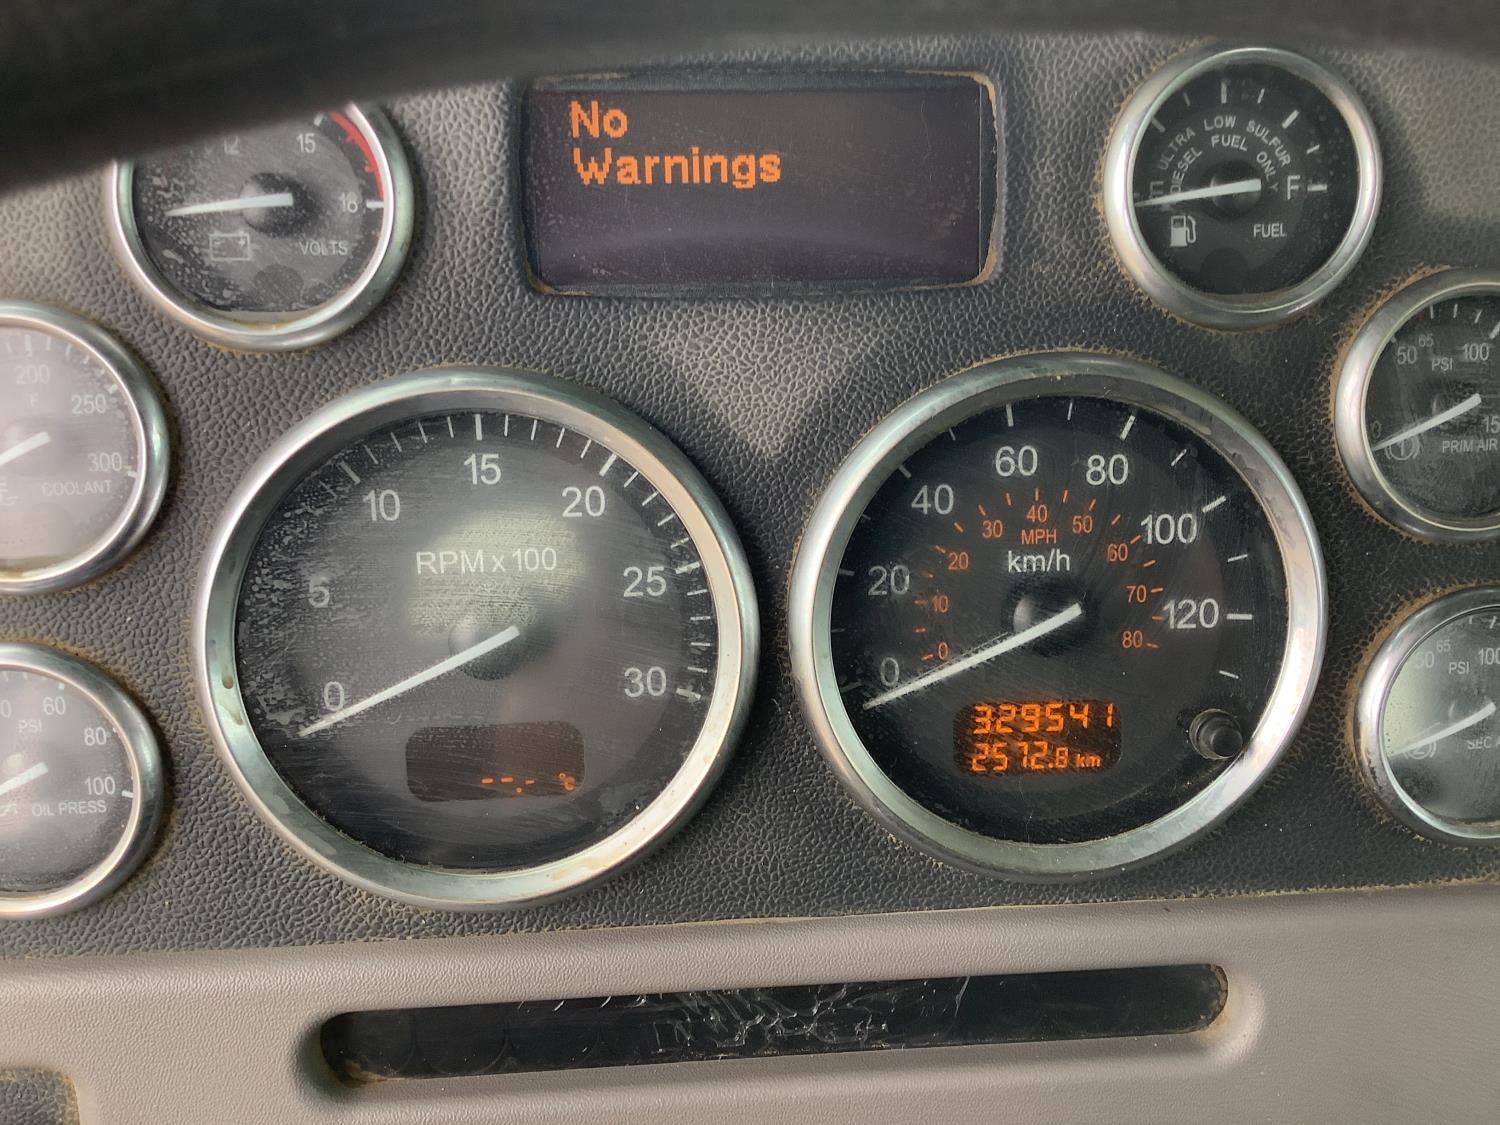 No
Warnings
12
15
18
VOLTS
ULTRA LOW SULFUR
DIESEL FUEL ONLY
F
FUEL
200
F
250
300
COOLANT
60
PSI
80
100
OIL PRESS
0
5
10
15
20
25
30
RPM x 100
0
20
40
60
80
100
120
0
10
20
30
40
50
60
70
80
MPH
km/h
329541
2572.8 km
0
50
65
100
PSI
PRIM AIR
50
65
100
PSI